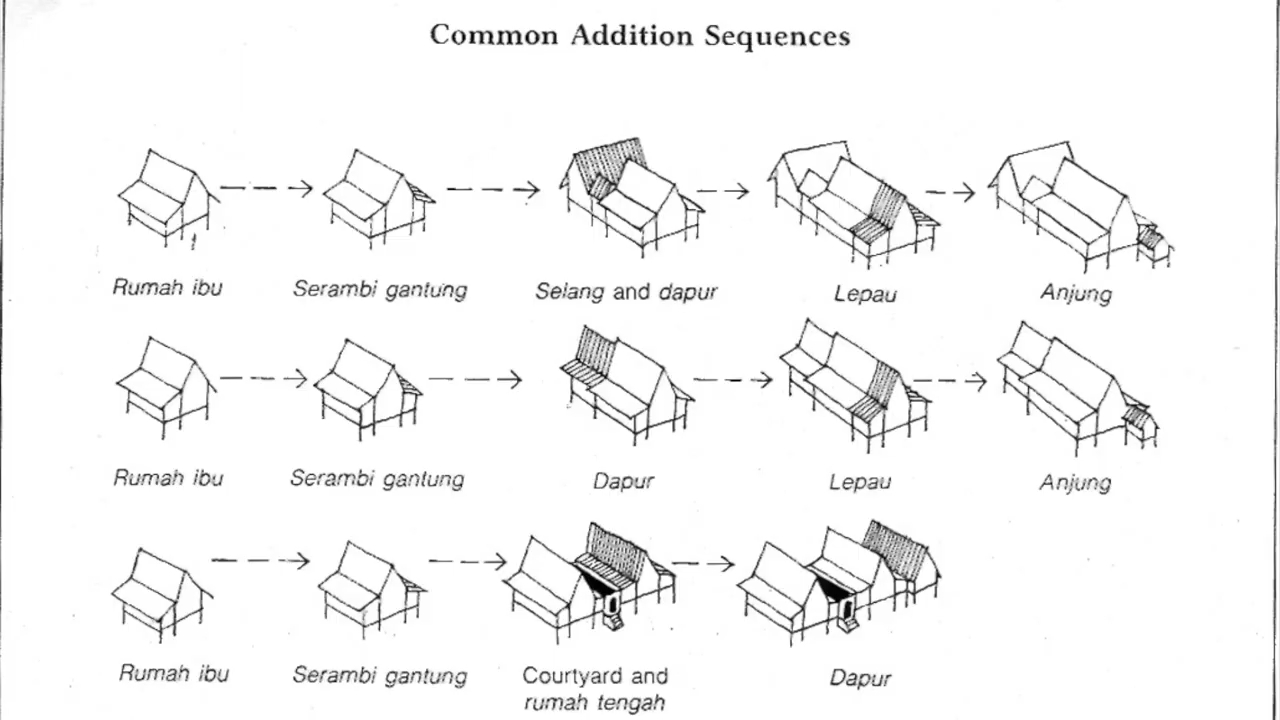 Common Addition Sequences
Rumah ibu
Serambi gantung
Selang and dapur
Lepau
Anjung
Rumah ibu
Serambi gantung
Dapur
Lepau
Anjung
Rumah ibu
Serambi gantung
Courtyard and
rumah tengah
Dapur